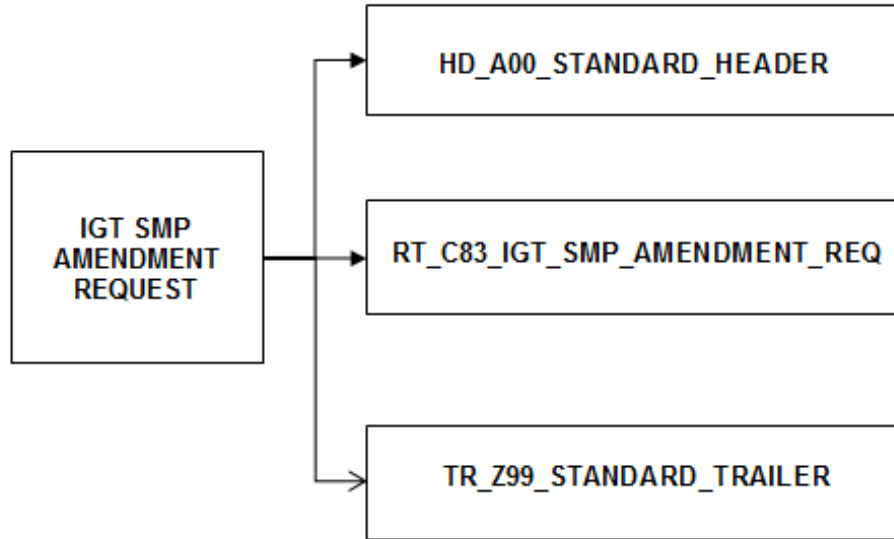 HD_A00_STANDARD_HEADER
IGT SMP
AMENDMENT
REQUEST
RT_C83_IGT_SMP_AMENDMENT_REQ
TR_Z99_STANDARD_TRAILER